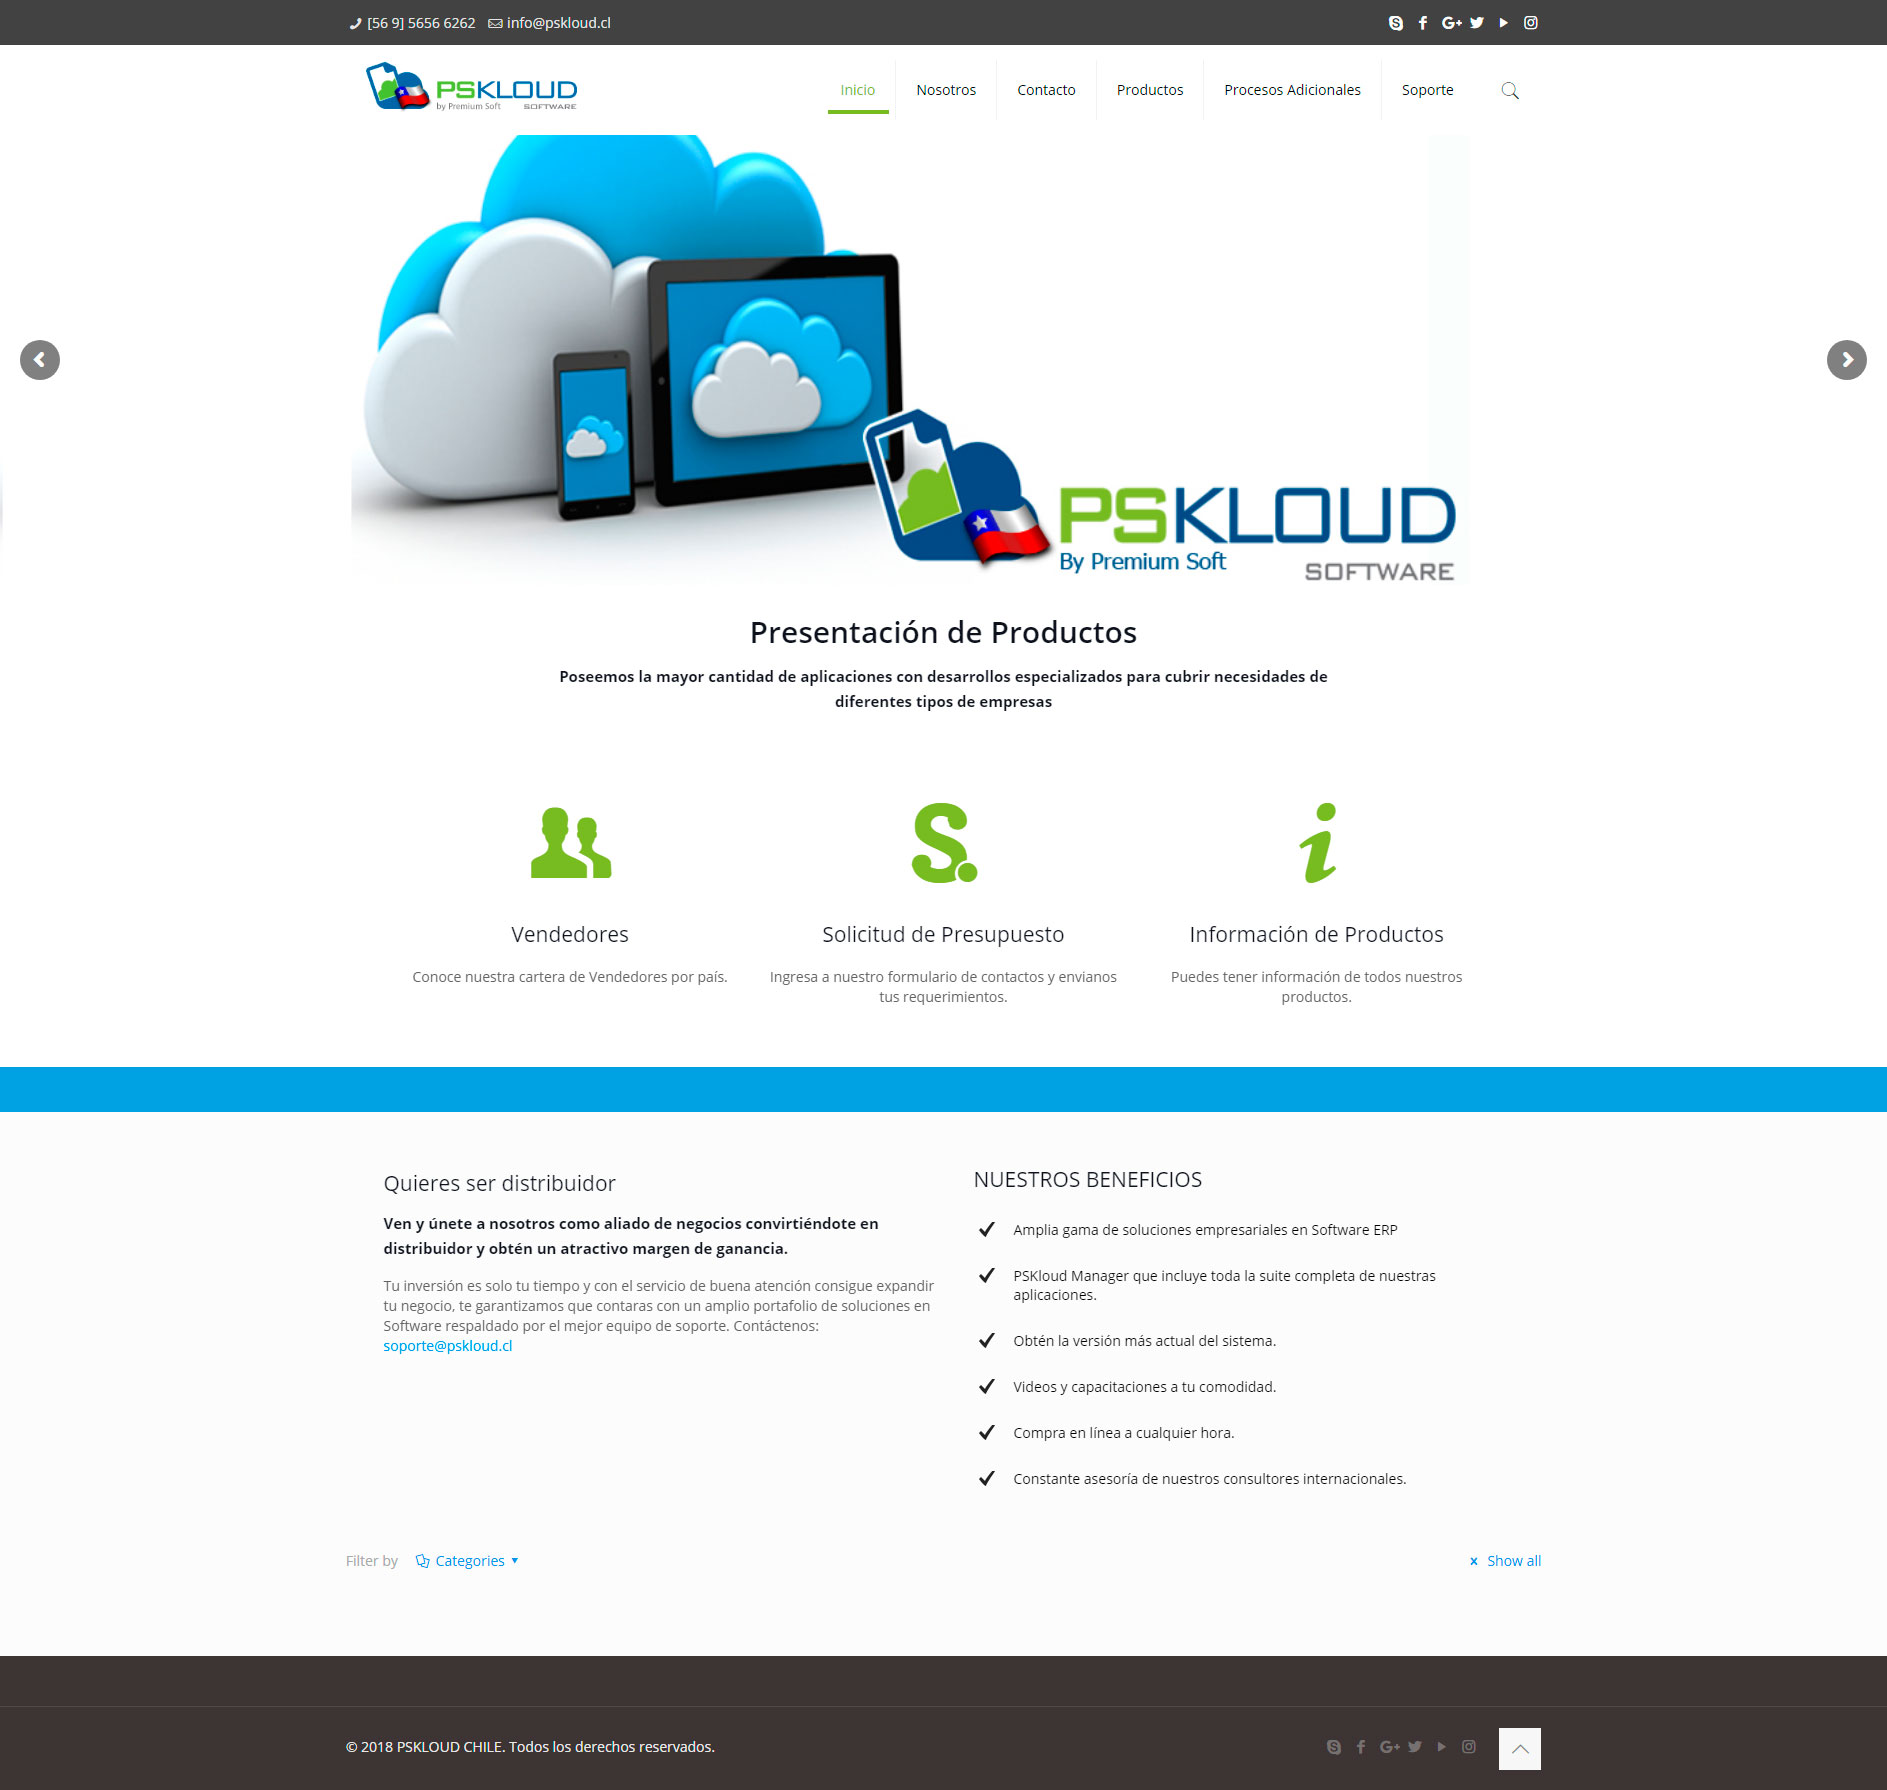 [56 9] 5656 6262 info@pskloud.cl
PSKLOUD
by Premium Soft SOFTWARE
Inicio Nosotros Contacto Productos Procesos Adicionales Soporte
PSKLOUD
By Premium Soft
SOFTWARE
Presentación de Productos
Poseemos la mayor cantidad de aplicaciones con desarrollos especializados para cubrir necesidades de
diferentes tipos de empresas
Vendedores
Conoce nuestra cartera de Vendedores por país.
Solicitud de Presupuesto
Ingresa a nuestro formulario de contactos y envianos
tus requerimientos.
Información de Productos
Puedes tener información de todos nuestros
productos.
Quieres ser distribuidor
Ven y únete a nosotros como aliado de negocios convirtiéndote en
distribuidor y obtén un atractivo margen de ganancia.
Tu inversión es solo tu tiempo y con el servicio de buena atención consigue expandir
tu negocio, te garantizamos que contaras con un amplio portafolio de soluciones en
Software respaldado por el mejor equipo de soporte. Contáctenos:
soporte@pskloud.cl
NUESTROS BENEFICIOS
Amplia gama de soluciones empresariales en Software ERP
PSKloud Manager que incluye toda la suite completa de nuestras
aplicaciones.
Obtén la versión más actual del sistema.
Videos y capacitaciones a tu comodidad.
Compra en línea a cualquier hora.
Constante asesoría de nuestros consultores internacionales.
Filter by Categories
Show all
© 2018 PSKLOUD CHILE. Todos los derechos reservados.